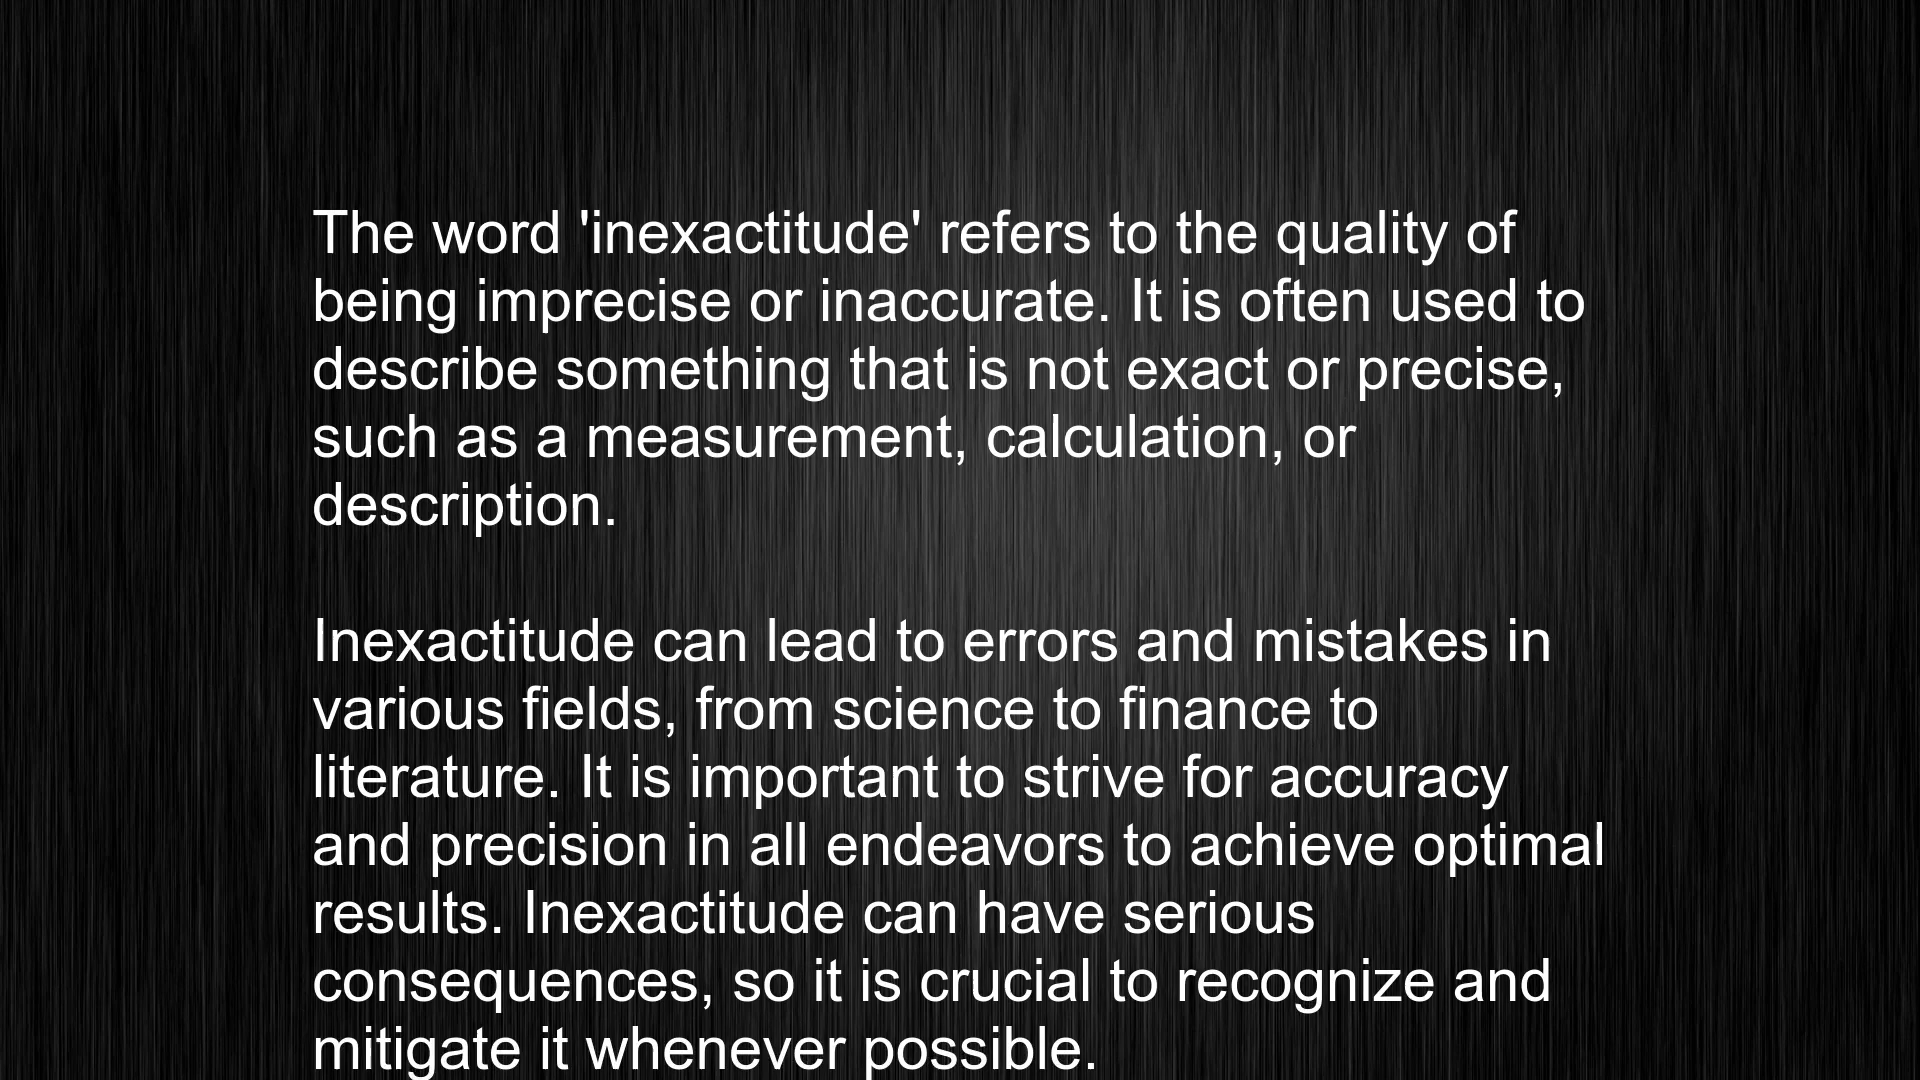 The word 'inexactitude' refers to the quality of
being imprecise or inaccurate. It is often used to
describe something that is not exact or precise,
such as a measurement, calculation, or
description.
Inexactitude can lead to errors and mistakes in
various fields, from science to finance to
literature. It is important to strive for accuracy
and precision in all endeavors to achieve optimal
results. Inexactitude can have serious
consequences, so it is crucial to recognize and
mitigate it whenever possible.